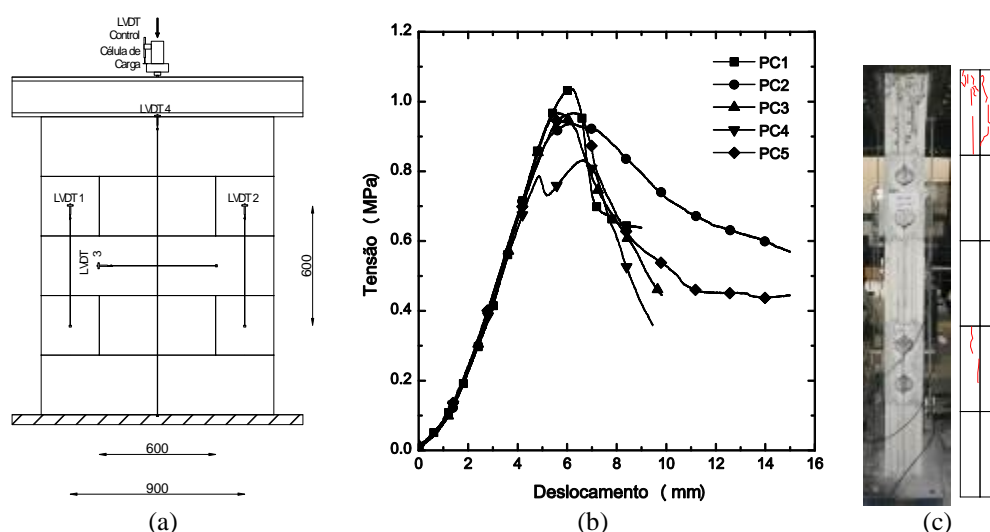 LVDT
Control
Célula de
Carga
LVDT 4
LVDT 1
LVDT 2
LVDT
3
600
600
900
(a)
Tensão ( MPa)
1.2
1.0
0.8
0.6
0.4
0.2
0.0
0 2 4 6 8 10 12 14 16
Deslocamento ( mm)
PC1
PC2
PC3
PC4
PC5
(b)
(c)